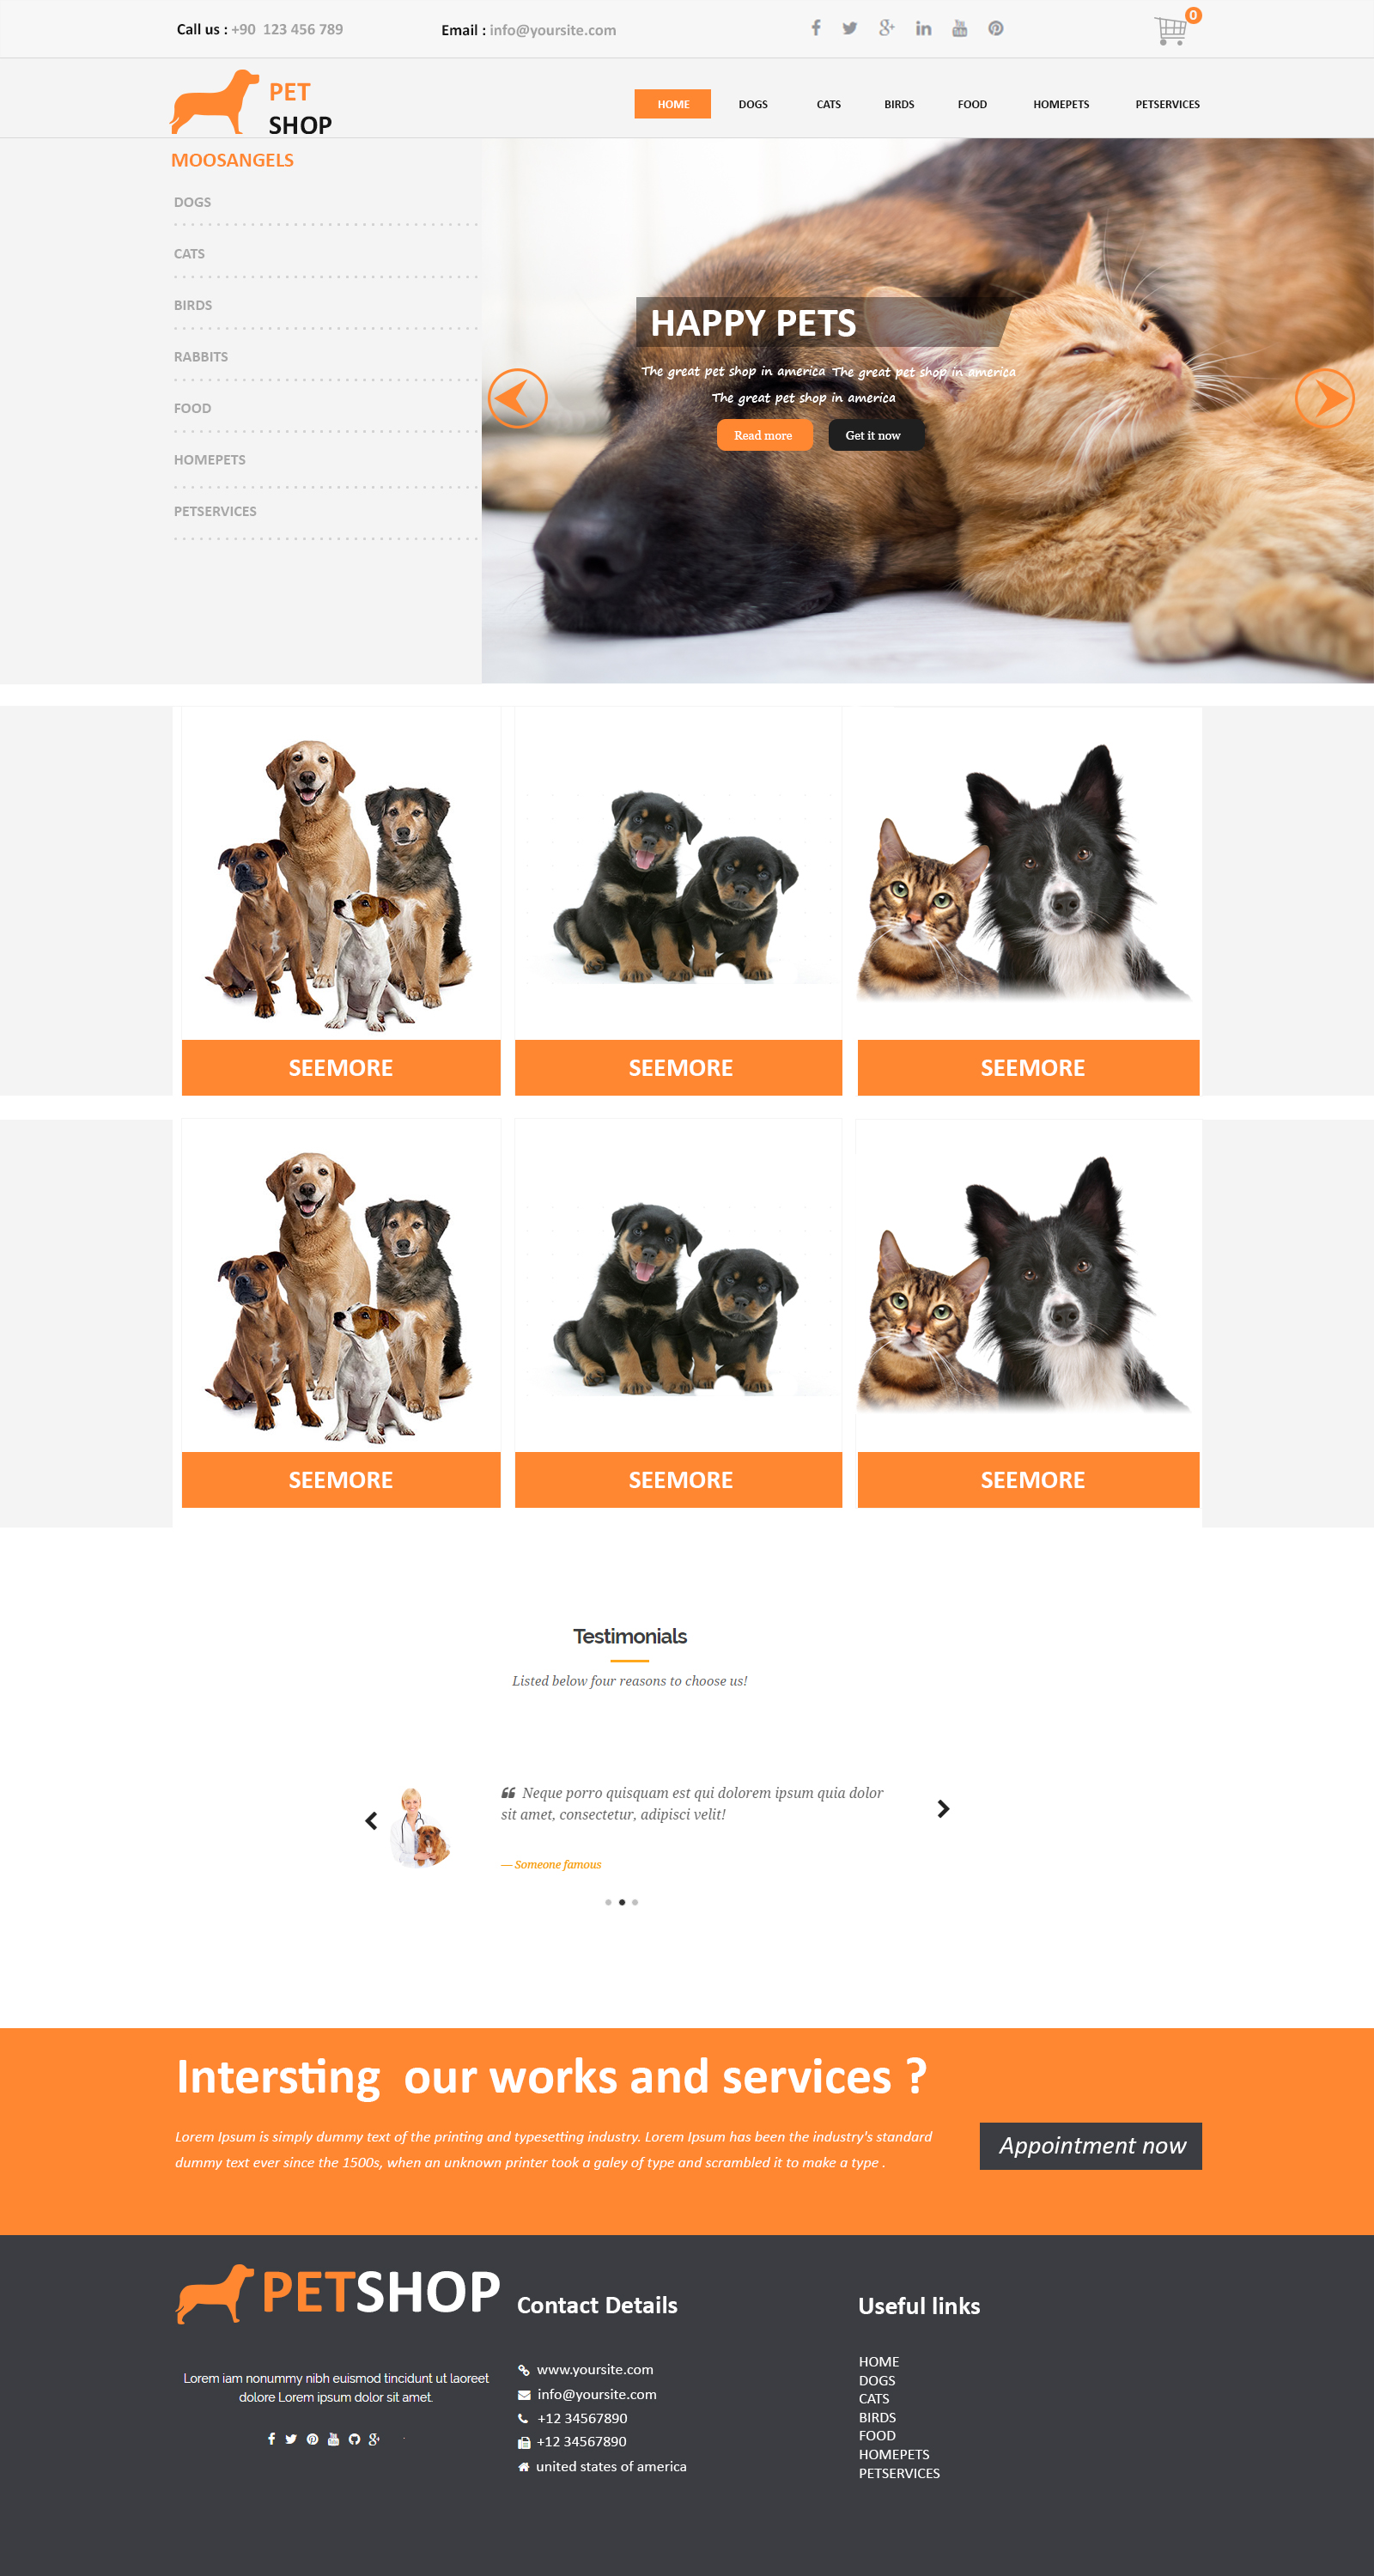 Call us : +90  123 456 789
Email : info@yoursite.com
0
PET
SHOP
HOME
DOGS
CATS
BIRDS
FOOD
HOMEPETS
PETSERVICES
MOOSANGELS
DOGS
CATS
BIRDS
RABBITS
FOOD
HOMEPETS
PETSERVICES
HAPPY PETS
The great pet shop in america The great pet shop in america
The great pet shop in america
Read more
Get it now
SEEMORE
SEEMORE
SEEMORE
SEEMORE
SEEMORE
SEEMORE
Testimonials
Listed below four reasons to choose us!
Neque porro quisquam est qui dolorem ipsum quia dolor
sit amet, consectetur, adipisci velit!
— Someone famous
Intersting  our works and services ?
Lorem Ipsum is simply dummy text of the printing and typesetting industry. Lorem Ipsum has been the industry's standard
dummy text ever since the 1500s, when an unknown printer took a galey of type and scrambled it to make a type .
Appointment now
PETSHOP
Lorem iam nonummy nibh euismod tincidunt ut laoreet
dolore Lorem ipsum dolor sit amet.
Contact Details
www.yoursite.com
info@yoursite.com
+12 34567890
+12 34567890
united states of america
Useful links
HOME
DOGS
CATS
BIRDS
FOOD
HOMEPETS
PETSERVICES